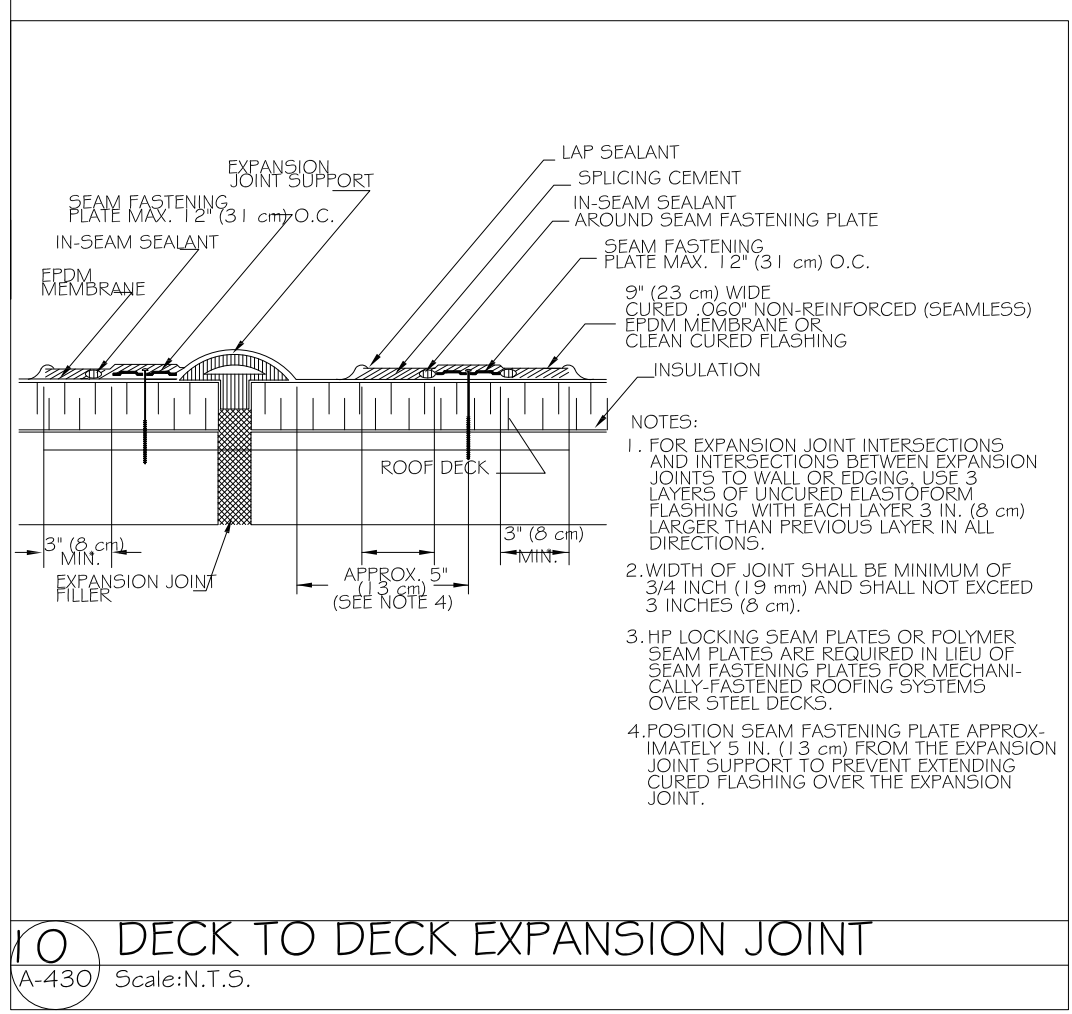 EXPANSION
JOINT SUPPORT
SEAM FASTENING
PLATE MAX. 12" (31 cm) O.C.
IN-SEAM SEALANT
EPDM
MEMBRANE
LAP SEALANT
SPLICING CEMENT
IN-SEAM SEALANT
AROUND SEAM FASTENING PLATE
SEAM FASTENING
PLATE MAX. 12" (31 cm) O.C.
9" (23 cm) WIDE
CURED .060" NON-REINFORCED (SEAMLESS)
EPDM MEMBRANE OR
CLEAN CURED FLASHING
INSULATION
ROOF DECK
3" (8 cm)
MIN.
EXPANSION JOINT
FILLER
APPROX. 5"
(13 cm)
(SEE NOTE 4)
3" (8 cm)
MIN.
NOTES:
1. FOR EXPANSION JOINT INTERSECTIONS
AND INTERSECTIONS BETWEEN EXPANSION
JOINTS TO WALL OR EDGING, USE 3
LAYERS OF UNCURED ELASTOFORM
FLASHING WITH EACH LAYER 3 IN. (8 cm)
LARGER THAN PREVIOUS LAYER IN ALL
DIRECTIONS.
2. WIDTH OF JOINT SHALL BE MINIMUM OF
3/4 INCH (19 mm) AND SHALL NOT EXCEED
3 INCHES (8 cm).
3. HP LOCKING SEAM PLATES OR POLYMER
SEAM PLATES ARE REQUIRED IN LIEU OF
SEAM FASTENING PLATES FOR MECHANI-
CALLY-FASTENED ROOFING SYSTEMS
OVER STEEL DECKS.
4. POSITION SEAM FASTENING PLATE APPROX-
IMATELY 5 IN. (13 cm) FROM THE EXPANSION
JOINT SUPPORT TO PREVENT EXTENDING
CURED FLASHING OVER THE EXPANSION
JOINT.
10 DECK TO DECK EXPANSION JOINT
A-430 Scale:N.T.S.